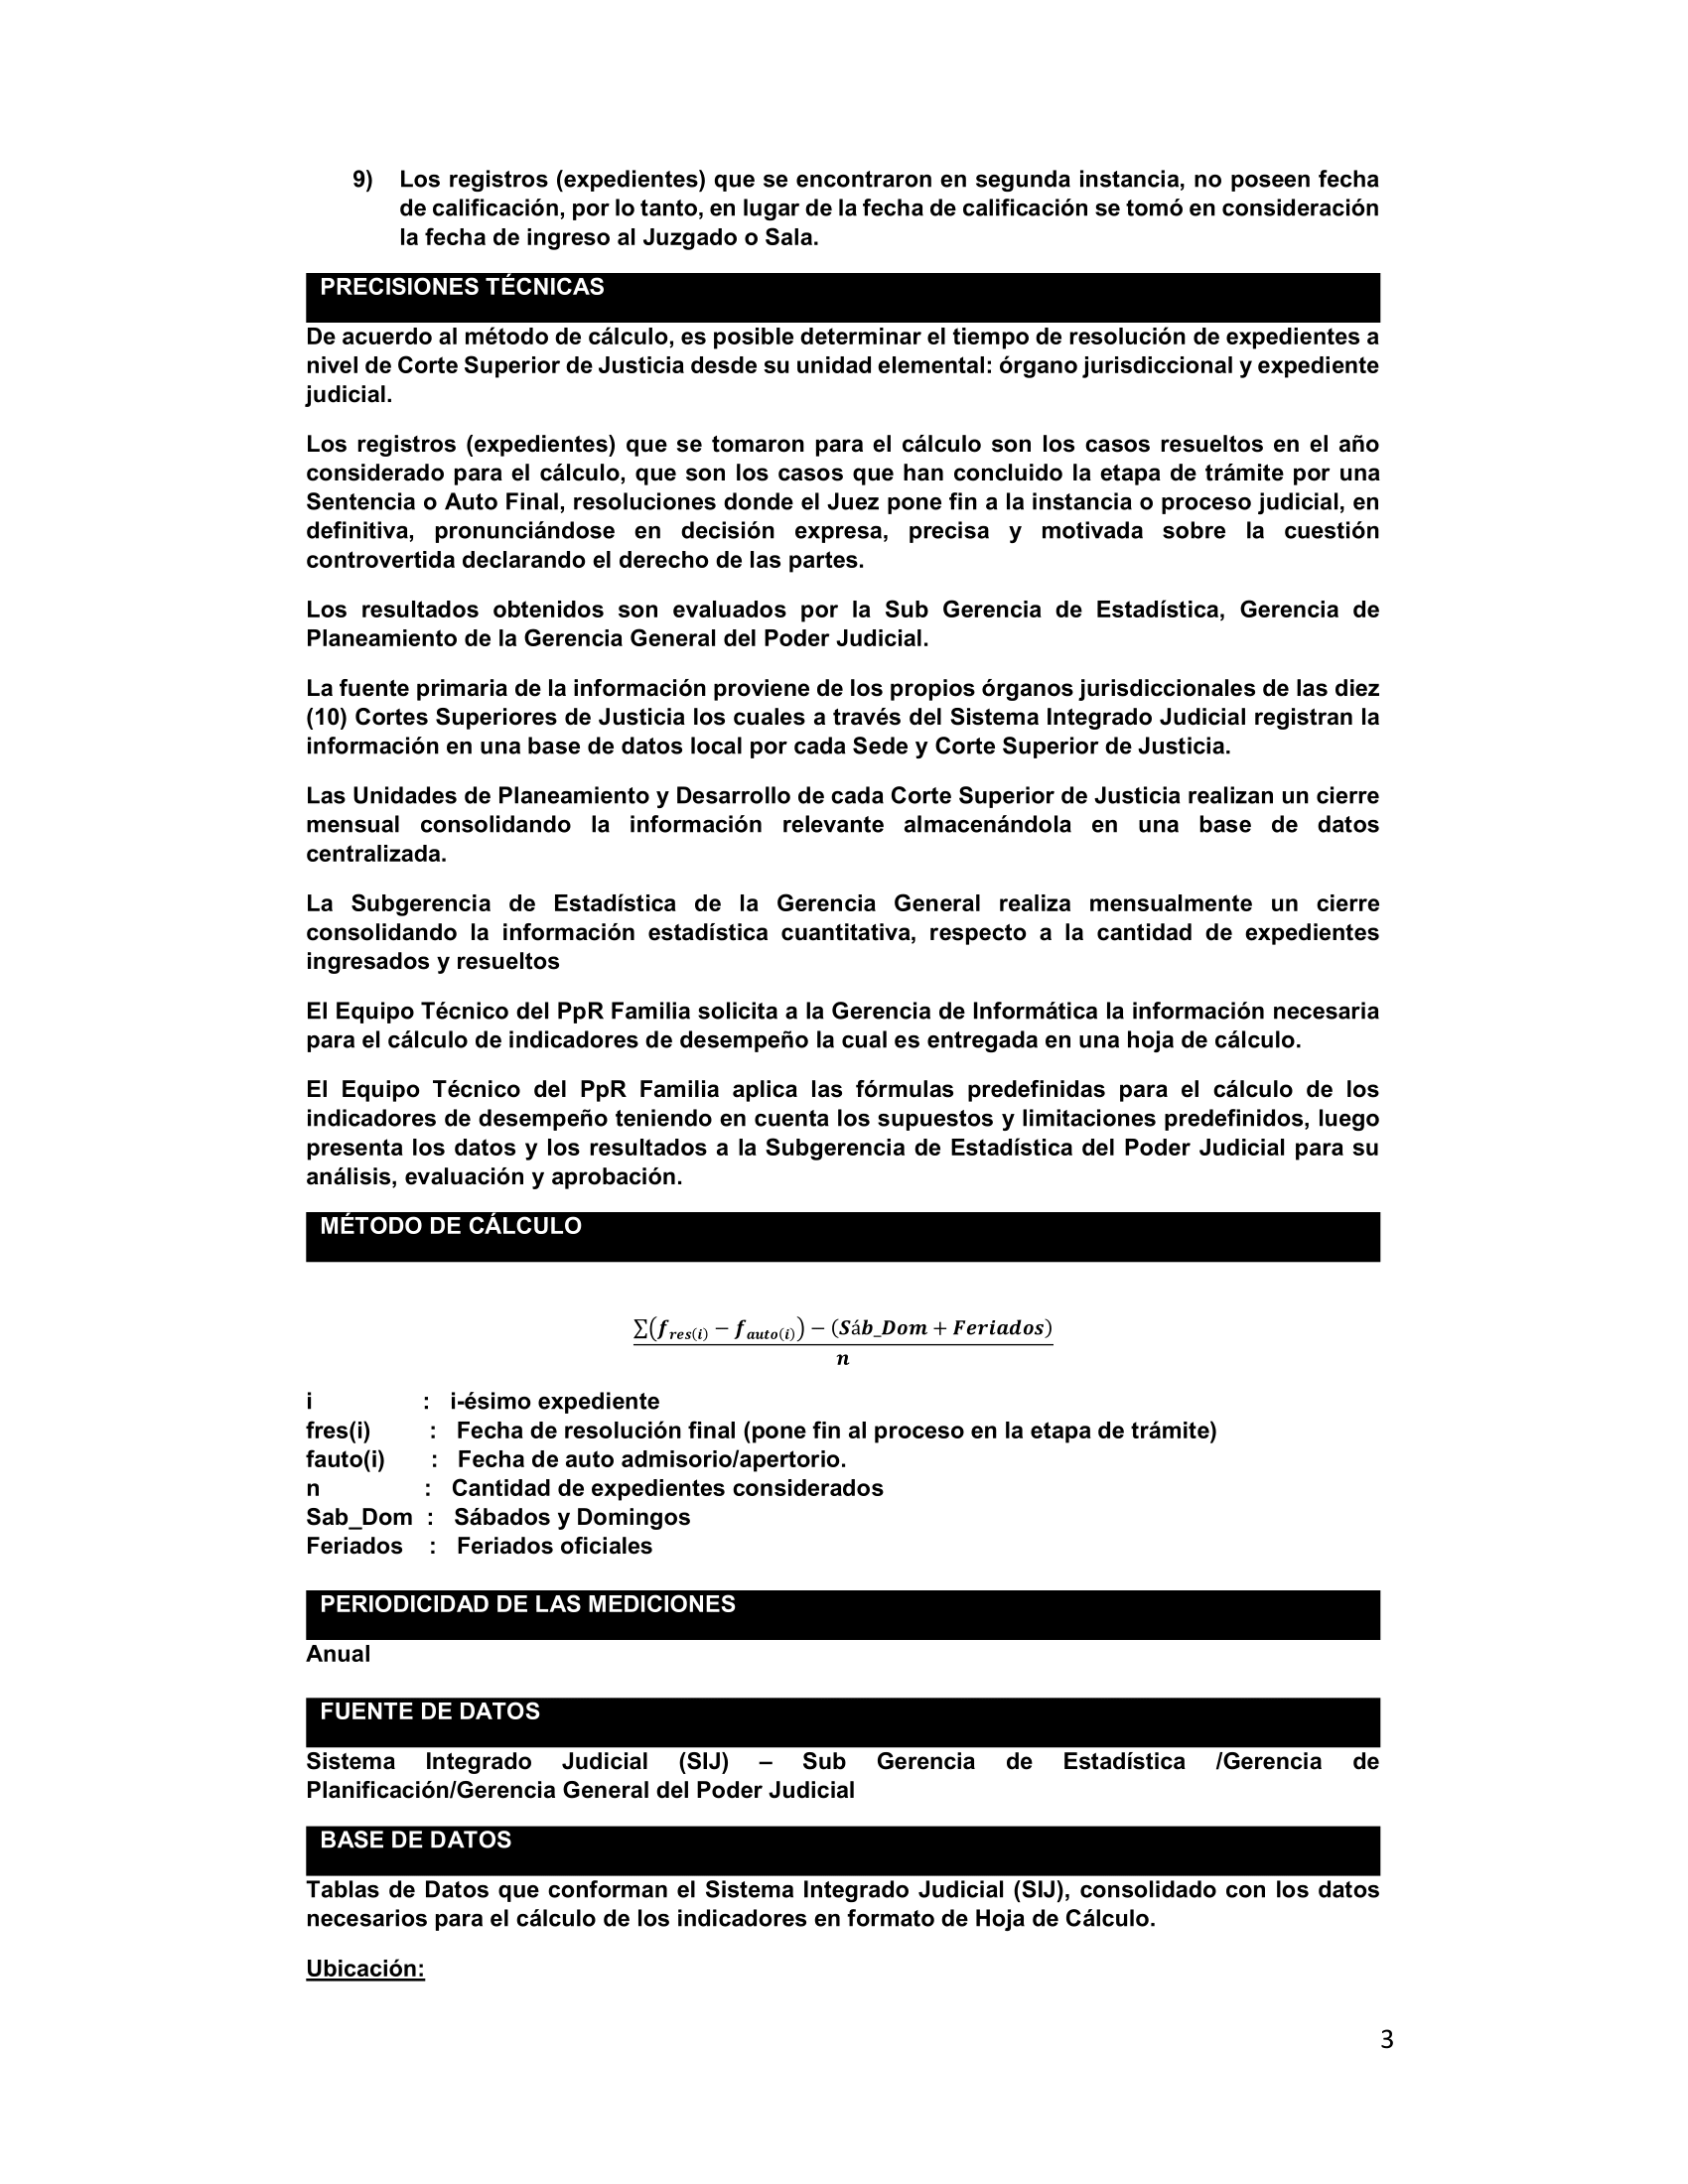 9) Los registros (expedientes) que se encontraron en segunda instancia, no poseen fecha
de calificación, por lo tanto, en lugar de la fecha de calificación se tomó en consideración
la fecha de ingreso al Juzgado o Sala.
PRECISIONES TÉCNICAS
De acuerdo al método de cálculo, es posible determinar el tiempo de resolución de expedientes a
nivel de Corte Superior de Justicia desde su unidad elemental: órgano jurisdiccional y expediente
judicial.
Los registros (expedientes) que se tomaron para el cálculo son los casos resueltos en el año
considerado para el cálculo, que son los casos que han concluido la etapa de trámite por una
Sentencia o Auto Final, resoluciones donde el Juez pone fin a la instancia o proceso judicial, en
definitiva, pronunciándose en decisión expresa, precisa y motivada sobre la cuestión
controvertida declarando el derecho de las partes.
Los resultados obtenidos son evaluados por la Sub Gerencia de Estadística, Gerencia de
Planeamiento de la Gerencia General del Poder Judicial.
La fuente primaria de la información proviene de los propios órganos jurisdiccionales de las diez
(10) Cortes Superiores de Justicia los cuales a través del Sistema Integrado Judicial registran la
información en una base de datos local por cada Sede y Corte Superior de Justicia.
Las Unidades de Planeamiento y Desarrollo de cada Corte Superior de Justicia realizan un cierre
mensual consolidando la información relevante almacenándola en una base de datos
centralizada.
La Subgerencia de Estadística de la Gerencia General realiza mensualmente un cierre
consolidando la información estadística cuantitativa, respecto a la cantidad de expedientes
ingresados y resueltos
El Equipo Técnico del PpR Familia solicita a la Gerencia de Informática la información necesaria
para el cálculo de indicadores de desempeño la cual es entregada en una hoja de cálculo.
El Equipo Técnico del PpR Familia aplica las fórmulas predefinidas para el cálculo de los
indicadores de desempeño teniendo en cuenta los supuestos y limitaciones predefinidos, luego
presenta los datos y los resultados a la Subgerencia de Estadística del Poder Judicial para su
análisis, evaluación y aprobación.
MÉTODO DE CÁLCULO
∑(f res(i) − f auto(i)) − (Sáb_Dom + Feriados)
n
i : i-ésimo expediente
fres(i) : Fecha de resolución final (pone fin al proceso en la etapa de trámite)
fauto(i) : Fecha de auto admisorio/apertorio.
n : Cantidad de expedientes considerados
Sab_Dom : Sábados y Domingos
Feriados : Feriados oficiales
PERIODICIDAD DE LAS MEDICIONES
Anual
FUENTE DE DATOS
Sistema Integrado Judicial (SIJ) – Sub Gerencia de Estadística /Gerencia de
Planificación/Gerencia General del Poder Judicial
BASE DE DATOS
Tablas de Datos que conforman el Sistema Integrado Judicial (SIJ), consolidado con los datos
necesarios para el cálculo de los indicadores en formato de Hoja de Cálculo.
Ubicación:
3